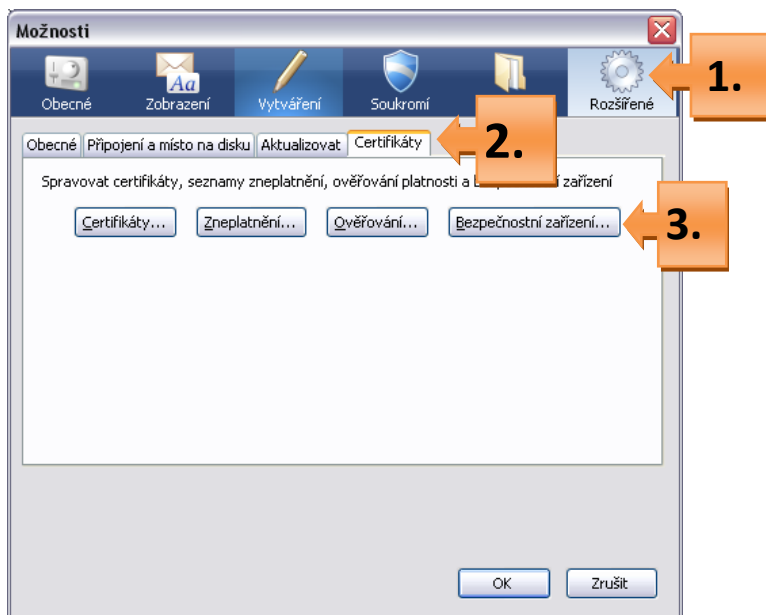 Možnosti
Obecné Zobrazení Vytváření Soukromí Rozšířené
1.
Obecné Připojení a místo na disku Aktualizovat Certifikáty
2.
Spravovat certifikáty, seznamy zneplatnění, ověřování platnosti a zařízení
Certifikáty... Zneplatnění... Ověřování... Bezpečnostní zařízení...
3.
Aa
OK Zrušit